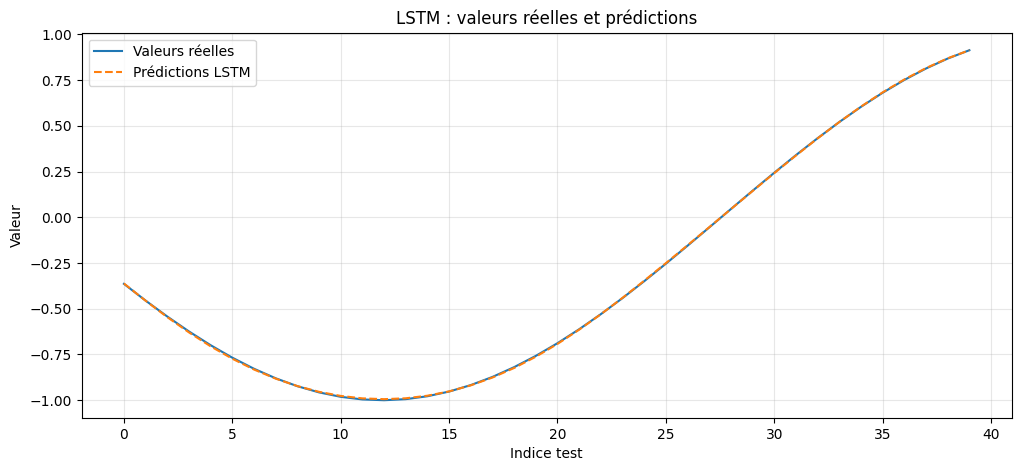 LSTM : valeurs réelles et prédictions
Valeurs réelles
Prédictions LSTM
Valeur
1.00
0.75
0.50
0.25
0.00
−0.25
−0.50
−0.75
−1.00
0 5 10 15 20 25 30 35 40
Indice test